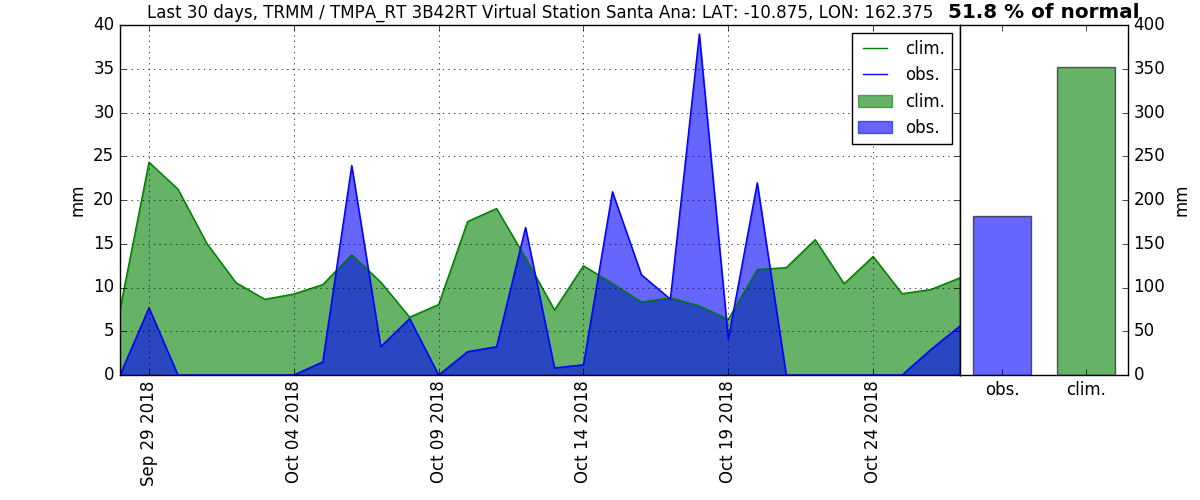 Last 30 days, TRMM / TMPA_RT 3B42RT Virtual Station Santa Ana: LAT: -10.875, LON: 162.375
51.8 % of normal
40
35
30
25
20
15
10
5
0
mm
clim.
obs.
clim.
obs.
Sep 29 2018
Oct 04 2018
Oct 09 2018
Oct 14 2018
Oct 19 2018
Oct 24 2018
400
350
300
250
200
150
100
50
0
mm
obs.
clim.